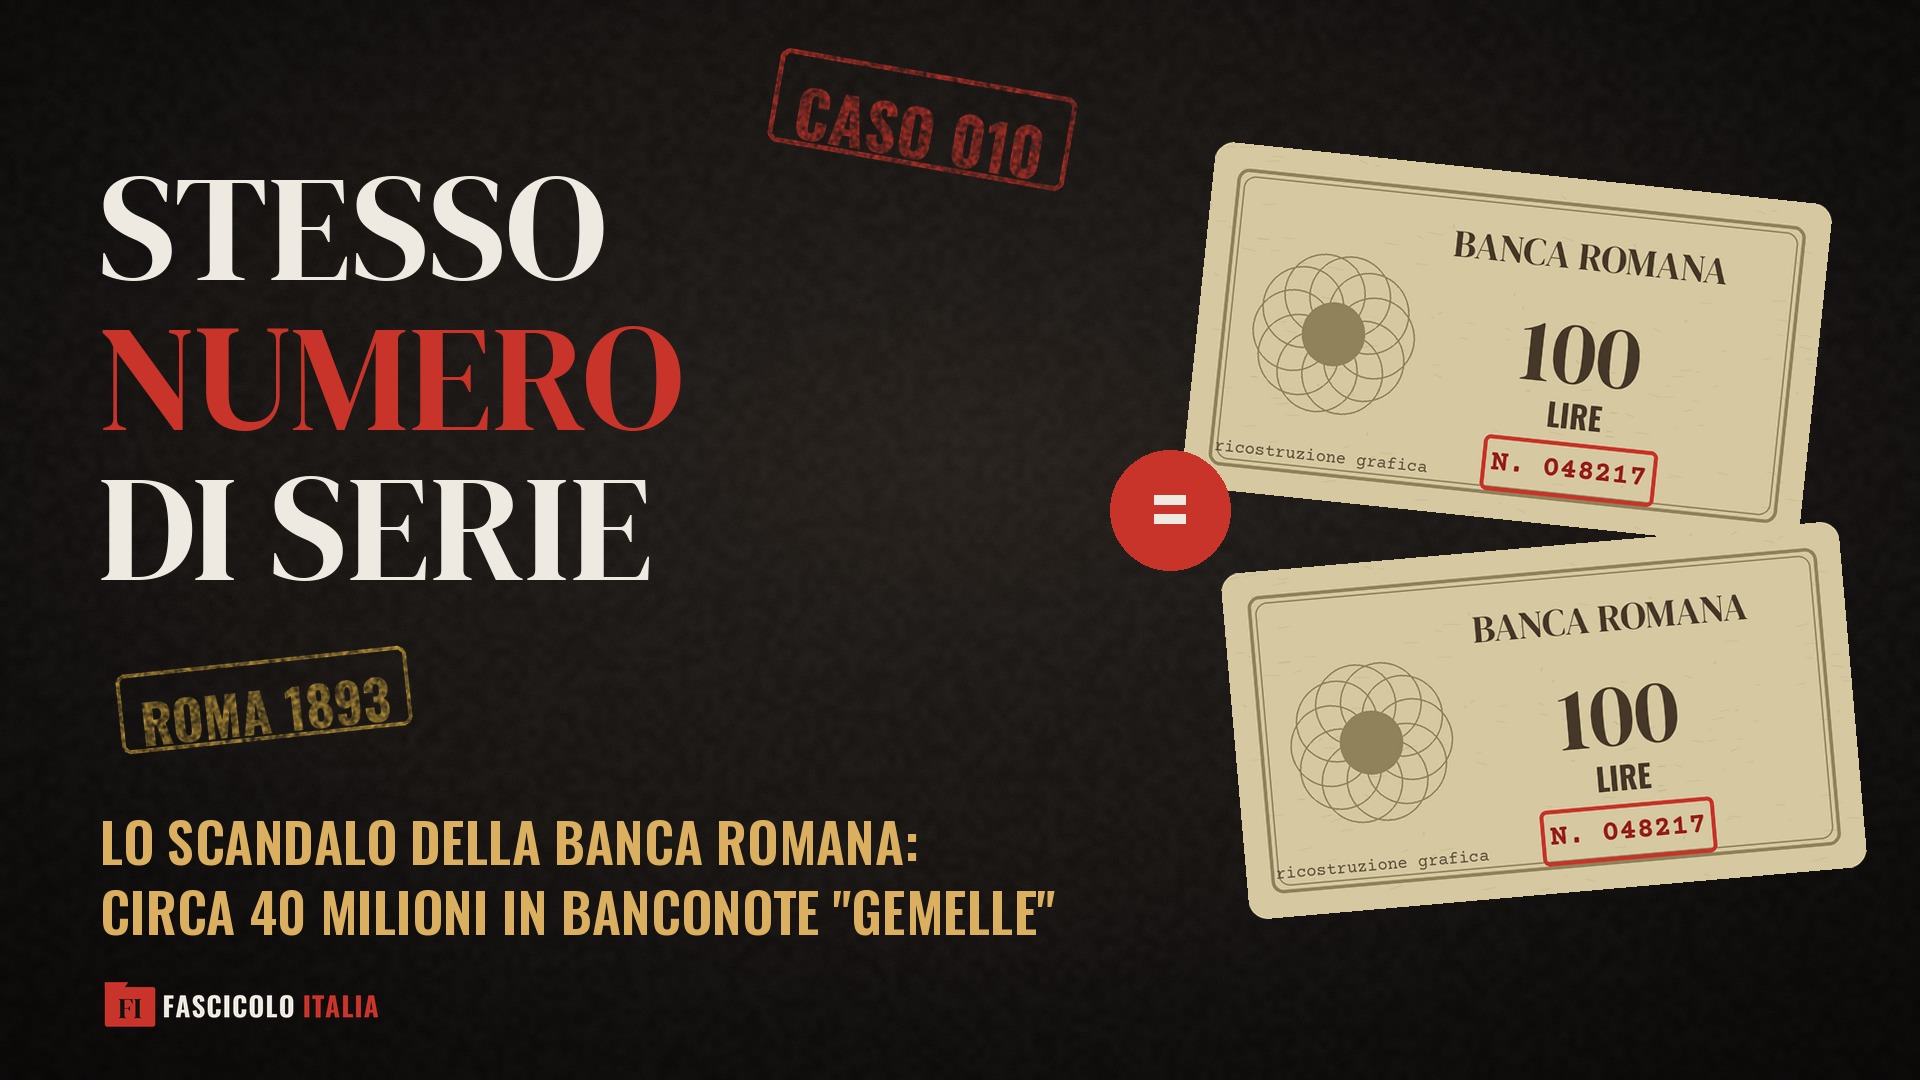 CASO 010
STESSO
NUMERO
DI SERIE
ROMA 1893
LO SCANDALO DELLA BANCA ROMANA:
CIRCA 40 MILIONI IN BANCONOTE "GEMELLE"
FI FASCICOLO ITALIA
BANCA ROMANA
100
LIRE
N. 048217
ricostruzione grafica
=
BANCA ROMANA
100
LIRE
N. 048217
ricostruzione grafica